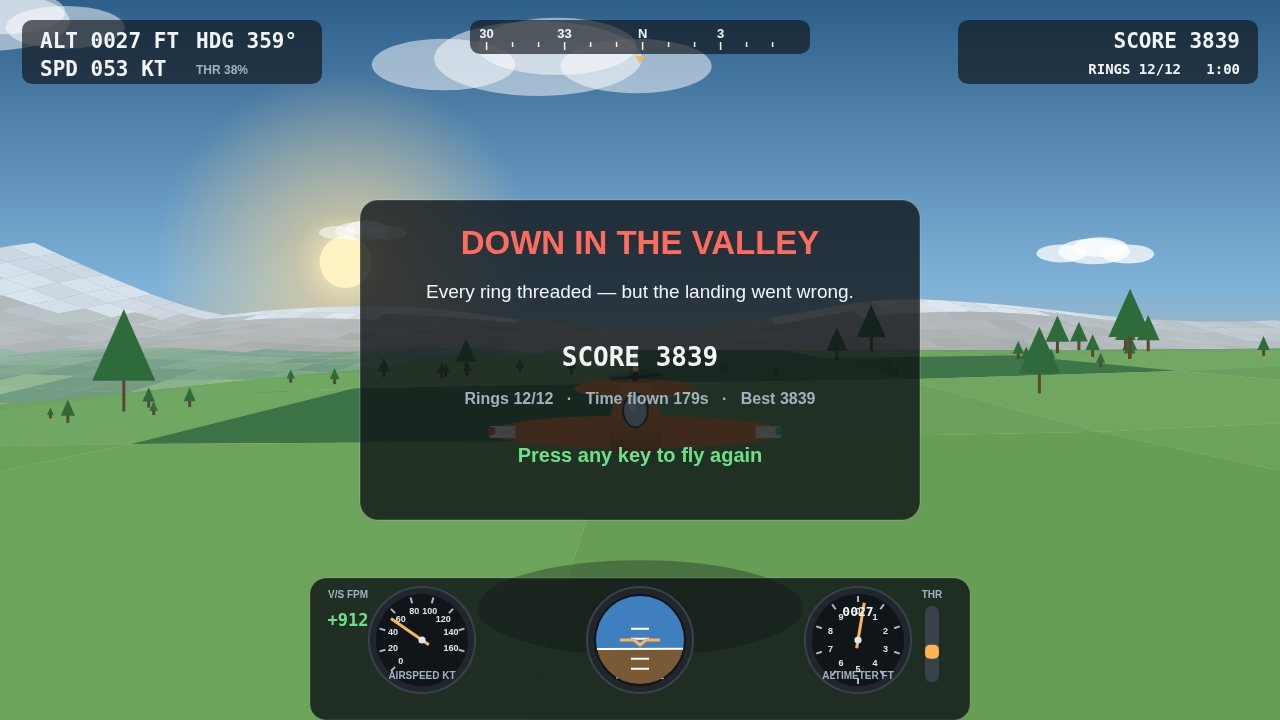 ALT 0027 FT HDG 359°
SPD 053 KT THR 38%
30 33 N 3
SCORE 3839
RINGS 12/12 1:00
DOWN IN THE VALLEY
Every ring threaded — but the landing went wrong.
SCORE 3839
Rings 12/12 · Time flown 179s · Best 3839
Press any key to fly again
V/S FPM
+912
0 20 40 60 80 100 120 140 160
AIRSPEED KT
0027
1 2 3 4 5 6 7 8 9
ALTIMETER FT
THR